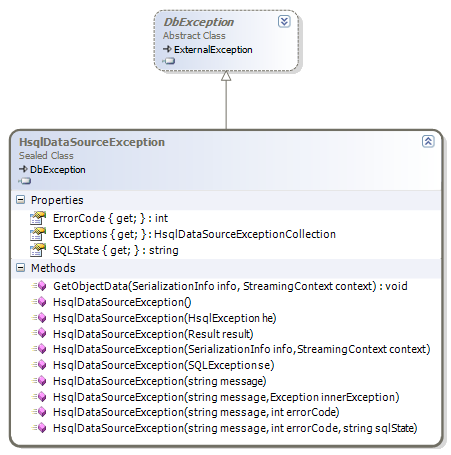 DbException
Abstract Class
ExternalException
HsqlDataSourceException
Sealed Class
DbException
Properties
ErrorCode { get; } : int
Exceptions { get; } : HsqlDataSourceExceptionCollection
SQLState { get; } : string
Methods
GetObjectData(SerializationInfo info, StreamingContext context) : void
HsqlDataSourceException()
HsqlDataSourceException(HsqlException he)
HsqlDataSourceException(Result result)
HsqlDataSourceException(SerializationInfo info, StreamingContext context)
HsqlDataSourceException(SQLException se)
HsqlDataSourceException(string message)
HsqlDataSourceException(string message, Exception innerException)
HsqlDataSourceException(string message, int errorCode)
HsqlDataSourceException(string message, int errorCode, string sqlState)